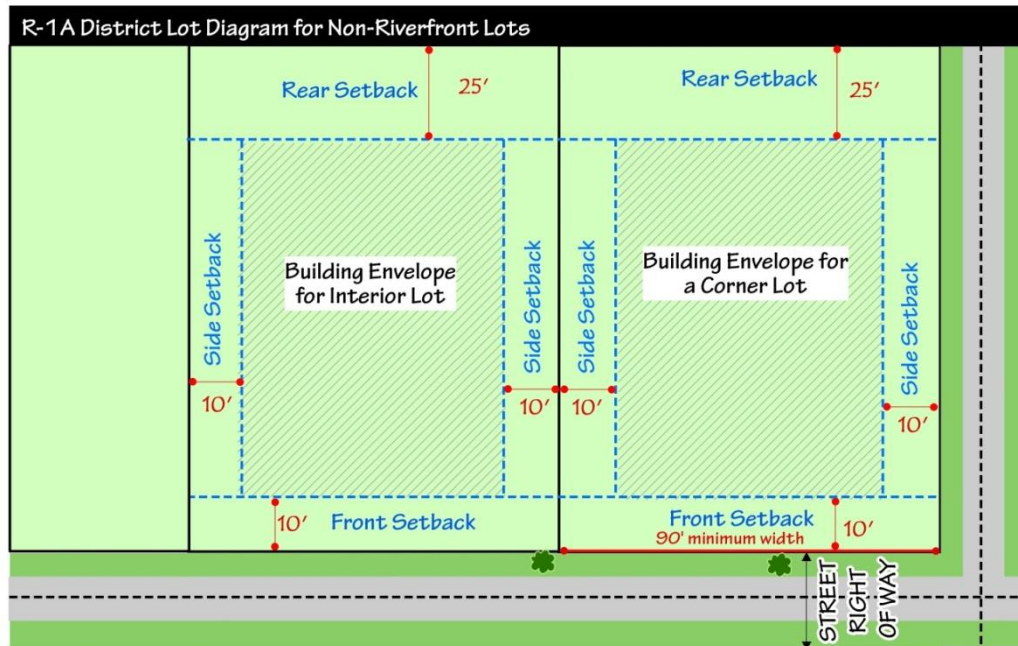 R-1A District Lot Diagram for Non-Riverfront Lots
Rear Setback
25'
Rear Setback
25'
Side Setback
Building Envelope
for Interior Lot
Side Setback
Side Setback
Building Envelope for
a Corner Lot
Side Setback
10'
10'
10'
10'
10'
Front Setback
Front Setback
90' minimum width
10'
STREET
RIGHT
OF WAY